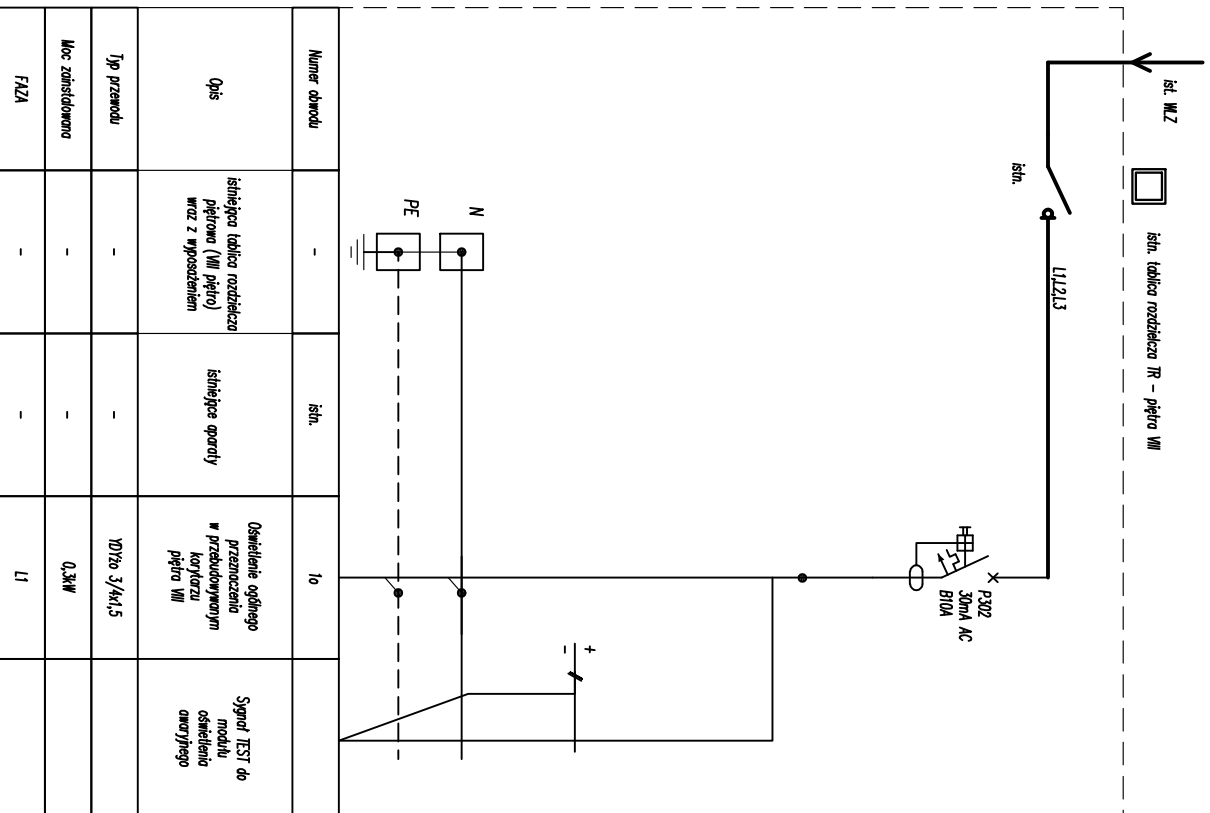 ist. WLZ
istn. tablica rozdzielcza TR - piętra VIII
istn.
L1,L2,L3
P302
30mA AC
B10A
+
-
N
PE
Numer obwodu
-
istn.
1o
Opis
istniejąca tablica rozdzielcza
piętrowa (VIII piętro)
wraz z wyposażeniem
istniejące aparaty
Oświetlenie ogólnego
przeznaczenia
w przebudowywanym
korytarzu
piętra VIII
Sygnał TEST do
modułu
oświetlenia
awaryjnego
Typ przewodu
-
-
YDYżo 3/4x1,5
Moc zainstalowana
-
-
0,3kW
FAZA
-
-
L1